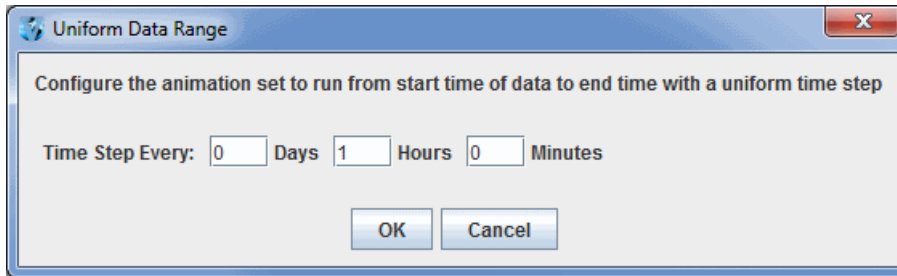 Uniform Data Range
Configure the animation set to run from start time of data to end time with a uniform time step
Time Step Every: 0 Days 1 Hours 0 Minutes
OK Cancel